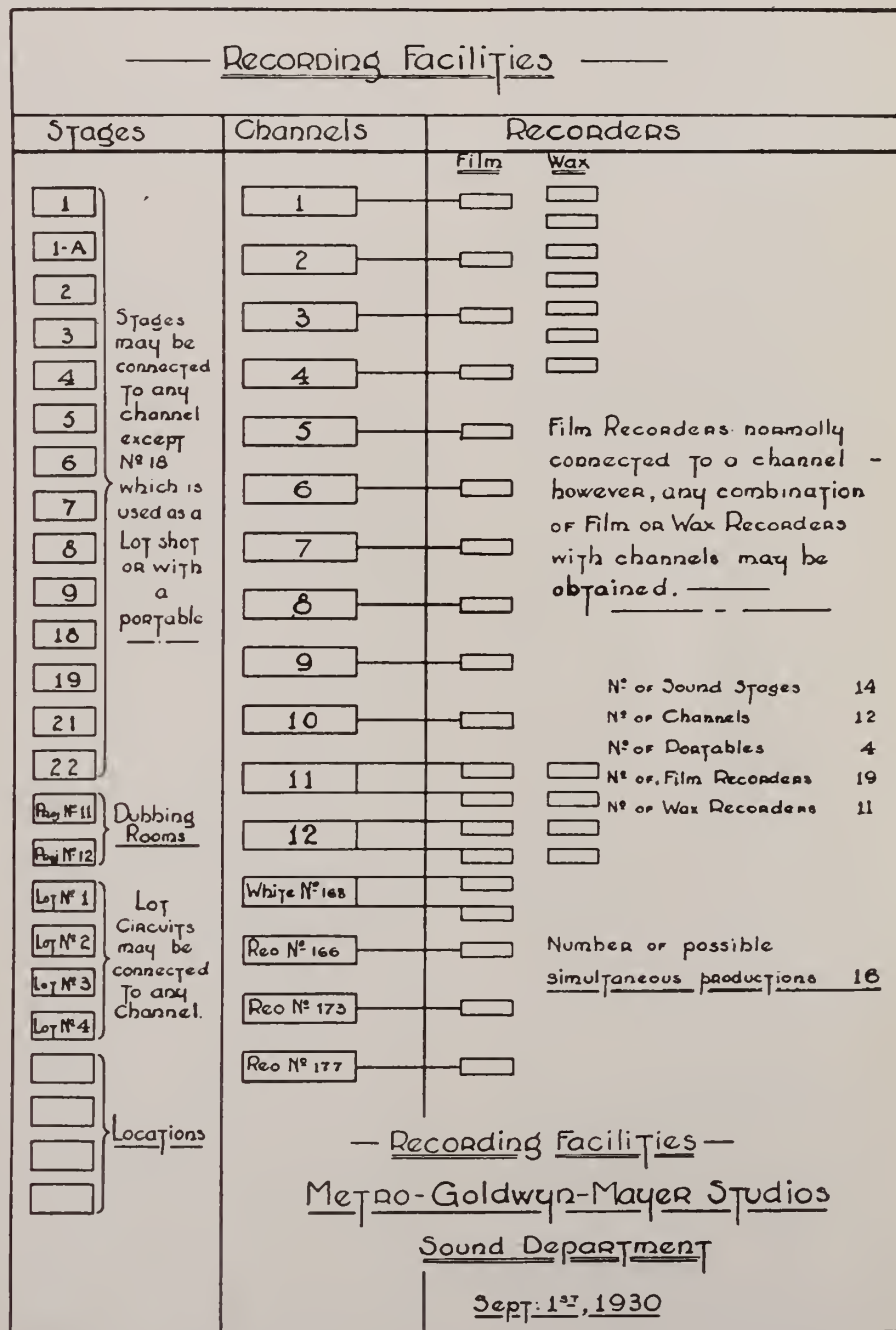 — Recording Facilities —
Stages
Channels
Recorders
Film
Wax
1
1-A
2
3
4
5
6
7
8
9
18
19
21
22
Stages
may be
connected
To any
channel
except
Nº 18
which is
used as a
Lot shot
or with
a
portable
Proj Nº 11
Proj Nº 12
Dubbing
Rooms
Lot Nº 1
Lot Nº 2
Lot Nº 3
Lot Nº 4
Lot
Circuits
may be
connected
To any
Channel.
Locations
1
2
3
4
5
6
7
8
9
10
11
12
White Nº 168
Reo Nº 166
Reo Nº 173
Reo Nº 177
Film Recorders normally
connected to a channel -
however, any combination
of Film or Wax Recorders
with channels may be
obtained. —
Nº of Sound Stages 14
Nº of Channels 12
Nº of Portables 4
Nº of. Film Recorders 19
Nº of Wax Recorders 11
Number of possible
simultaneous productions 16
— Recording Facilities —
Metro-Goldwyn-Mayer Studios
Sound Department
Sept: 1ST, 1930